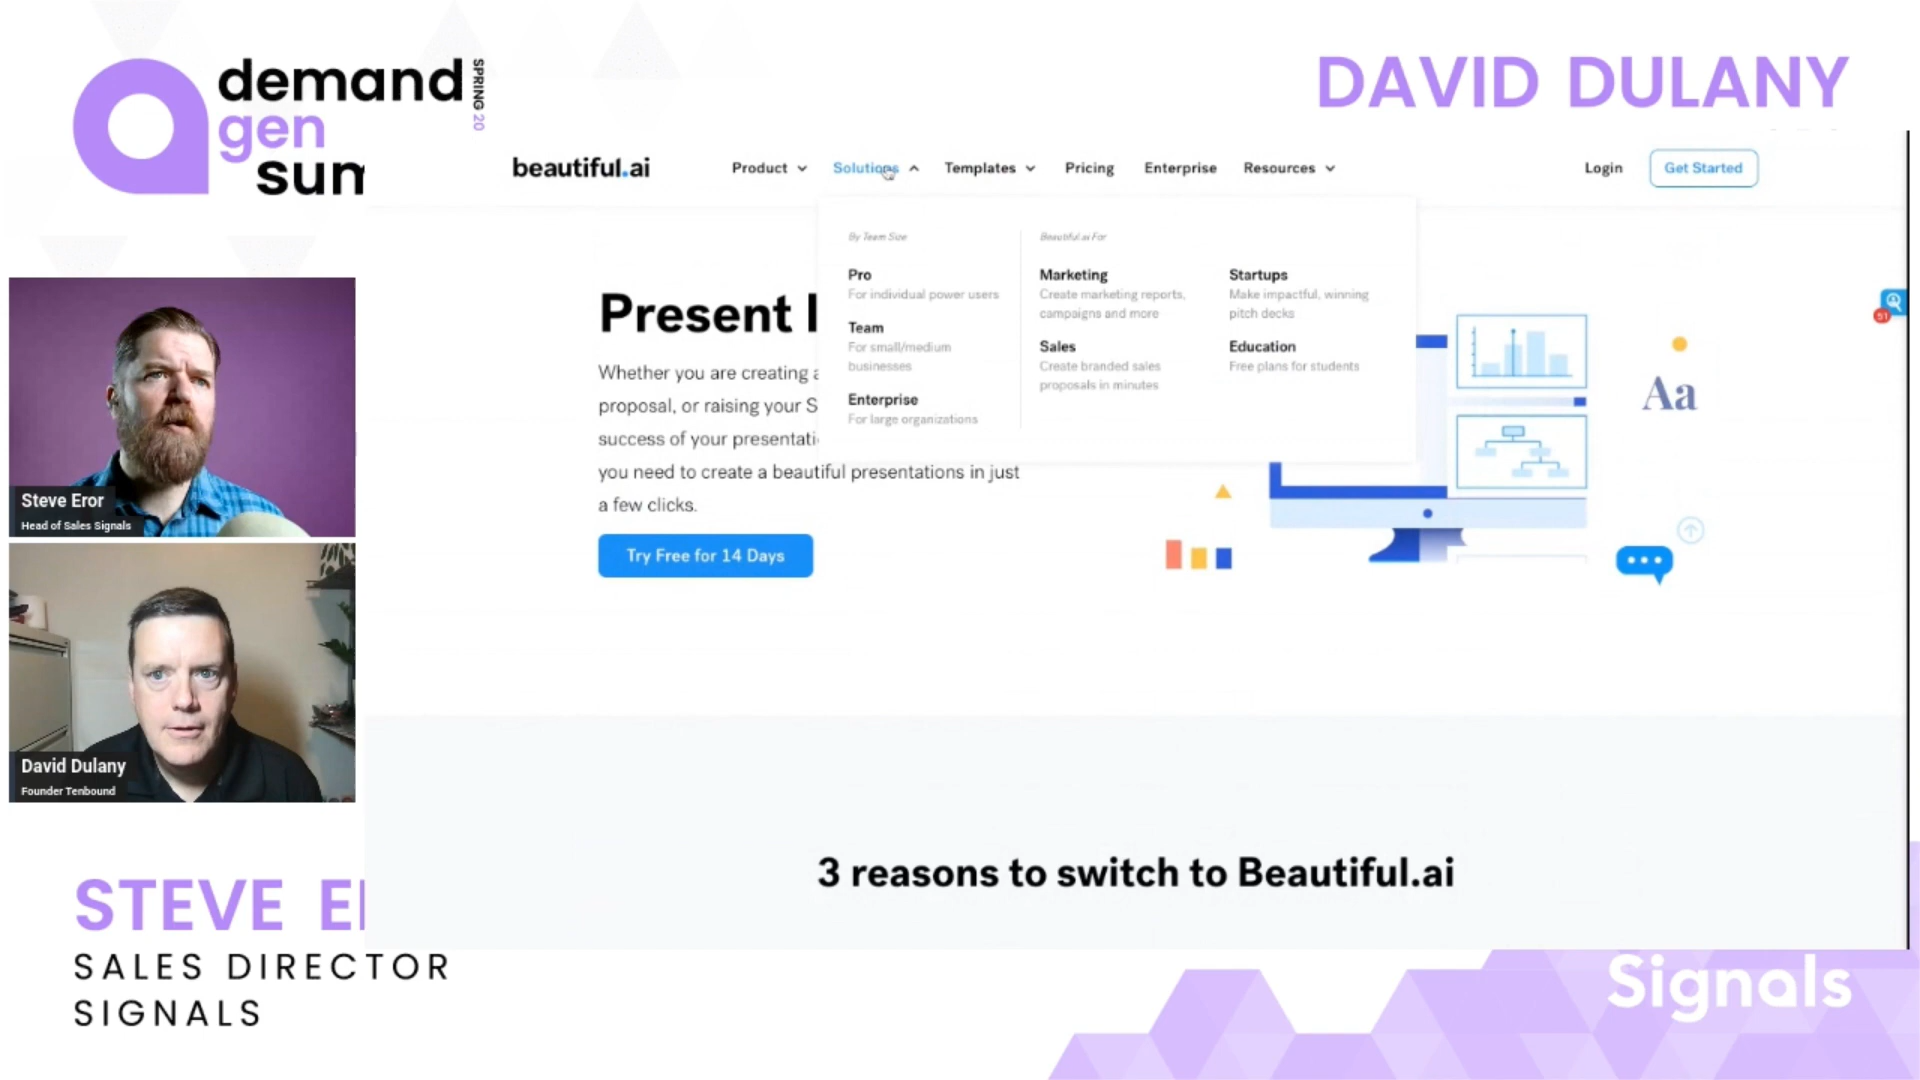 demand
gen
sum
SPRING 20
DAVID DULANY
beautiful.ai
Product
Solutions
Templates
Pricing
Enterprise
Resources
Login
Get Started
By Team Size
Pro
For individual power users
Team
For small/medium
businesses
Enterprise
For large organizations
Beautiful.ai For
Marketing
Create marketing reports,
campaigns and more
Sales
Create branded sales
proposals in minutes
Startups
Make impactful, winning
pitch decks
Education
Free plans for students
Present
Whether you are creating a
proposal, or raising your S
success of your presentati
you need to create a beautiful presentations in just
a few clicks.
Try Free for 14 Days
Aa
51
Steve Eror
Head of Sales Signals
David Dulany
Founder Tenbound
3 reasons to switch to Beautiful.ai
STEVE E
SALES DIRECTOR
SIGNALS
Signals